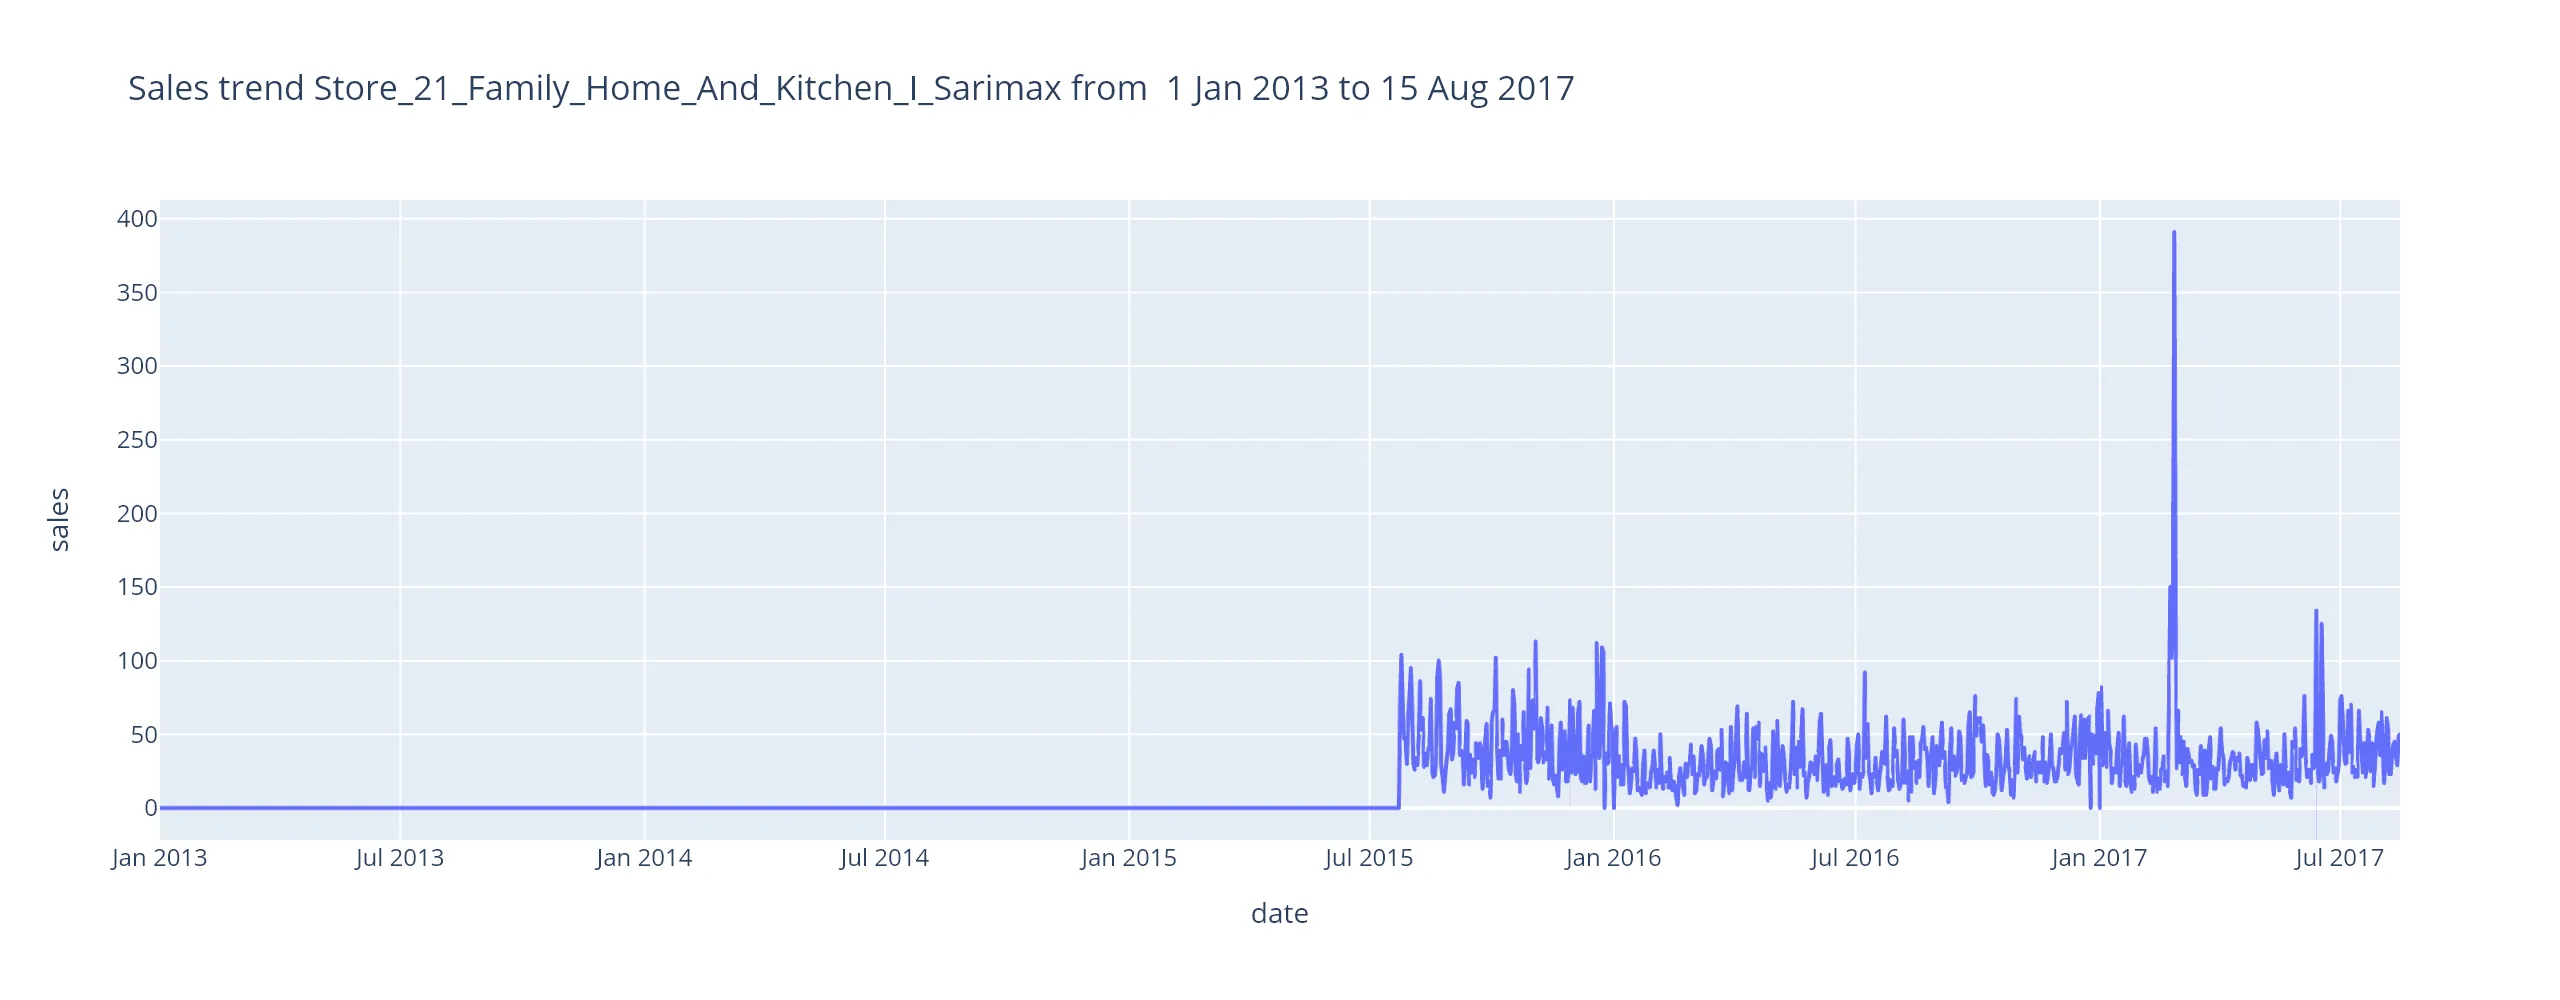 Sales trend Store_21_Family_Home_And_Kitchen_I_Sarimax from  1 Jan 2013 to 15 Aug 2017
400
350
300
250
200
150
100
50
0
sales
Jan 2013 Jul 2013 Jan 2014 Jul 2014 Jan 2015 Jul 2015 Jan 2016 Jul 2016 Jan 2017 Jul 2017
date